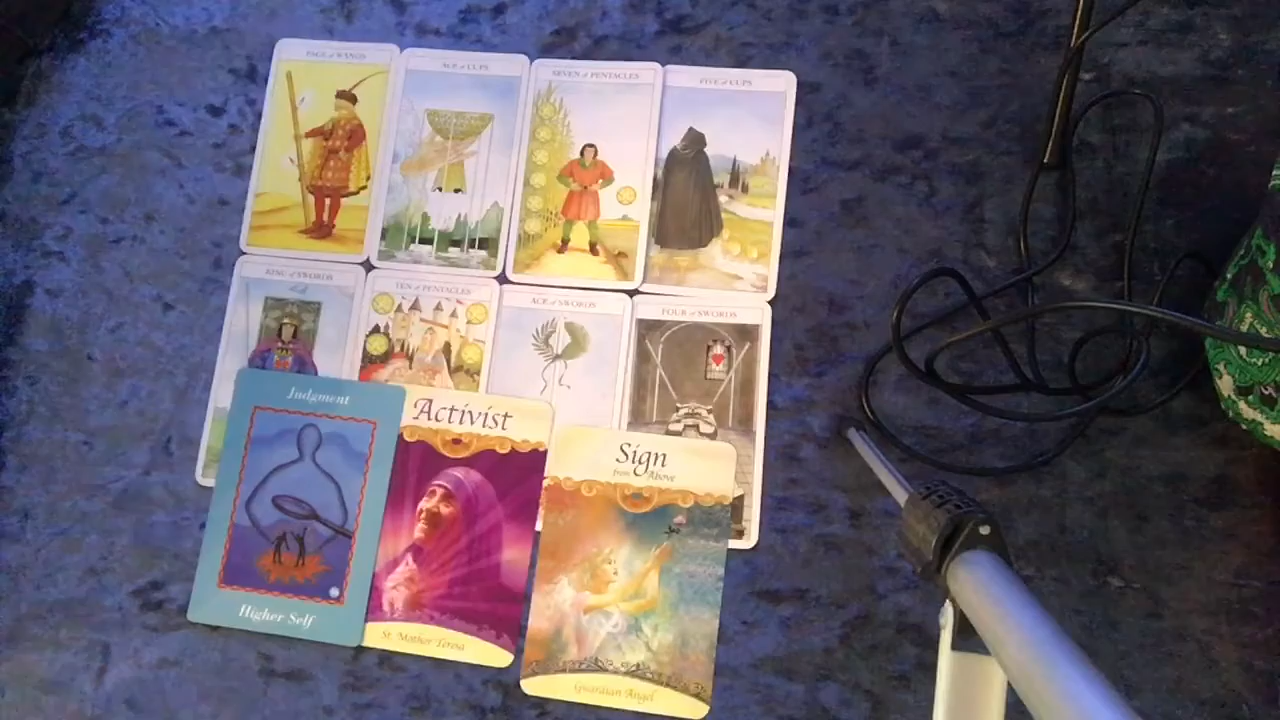 PAGE of WANDS
ACE of CUPS
SEVEN of PENTACLES
FIVE of CUPS
KING of SWORDS
TEN of PENTACLES
ACE of SWORDS
FOUR of SWORDS
Judgment
Higher Self
Activist
St. Mother Teresa
Sign
from Above
Guardian Angel